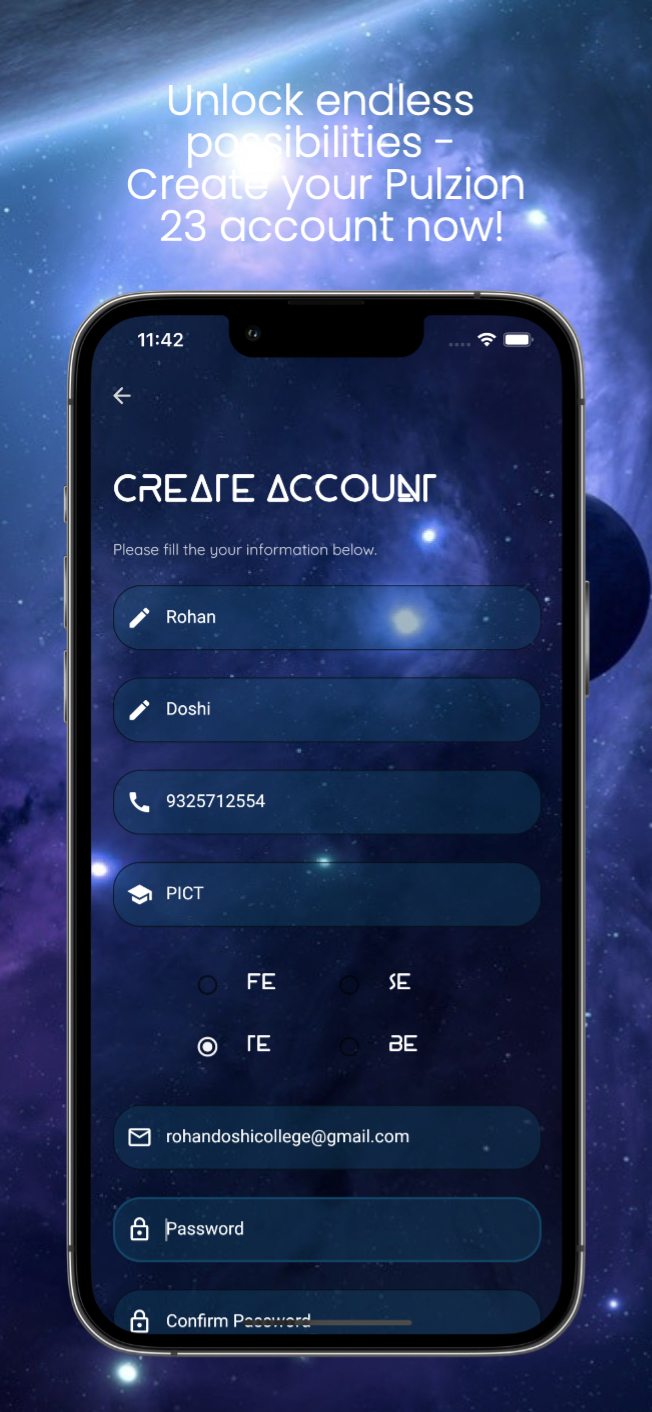 Unlock endless
possibilities -
Create your Pulzion
23 account now!
11:42
CREATE ACCOUNT
Please fill the your information below.
Rohan
Doshi
9325712554
PICT
FE SE
TE BE
rohandoshicollege@gmail.com
Password
Confirm Password